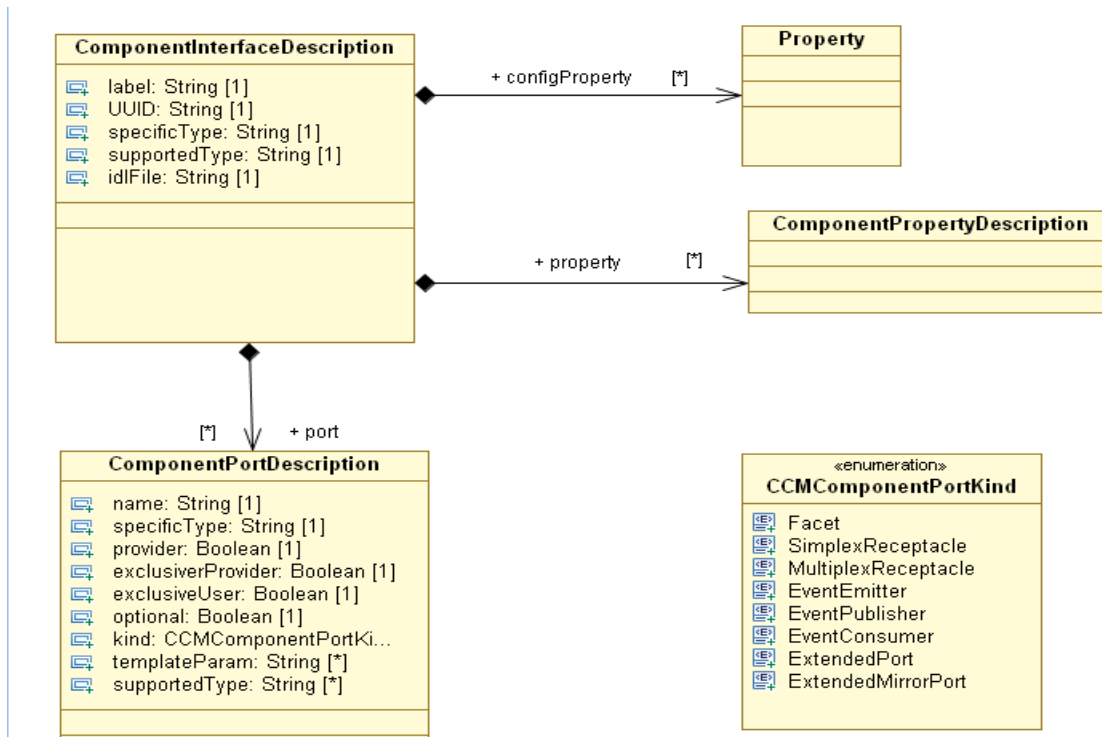 ComponentInterfaceDescription
label: String [1]
UUID: String [1]
specificType: String [1]
supportedType: String [1]
idlFile: String [1]
+ configProperty [*]
Property
+ property [*]
ComponentPropertyDescription
[*] + port
ComponentPortDescription
name: String [1]
specificType: String [1]
provider: Boolean [1]
exclusiverProvider: Boolean [1]
exclusiveUser: Boolean [1]
optional: Boolean [1]
kind: CCMComponentPortKi...
templateParam: String [*]
supportedType: String [*]
«enumeration»
CCMComponentPortKind
Facet
SimplexReceptacle
MultiplexReceptacle
EventEmitter
EventPublisher
EventConsumer
ExtendedPort
ExtendedMirrorPort